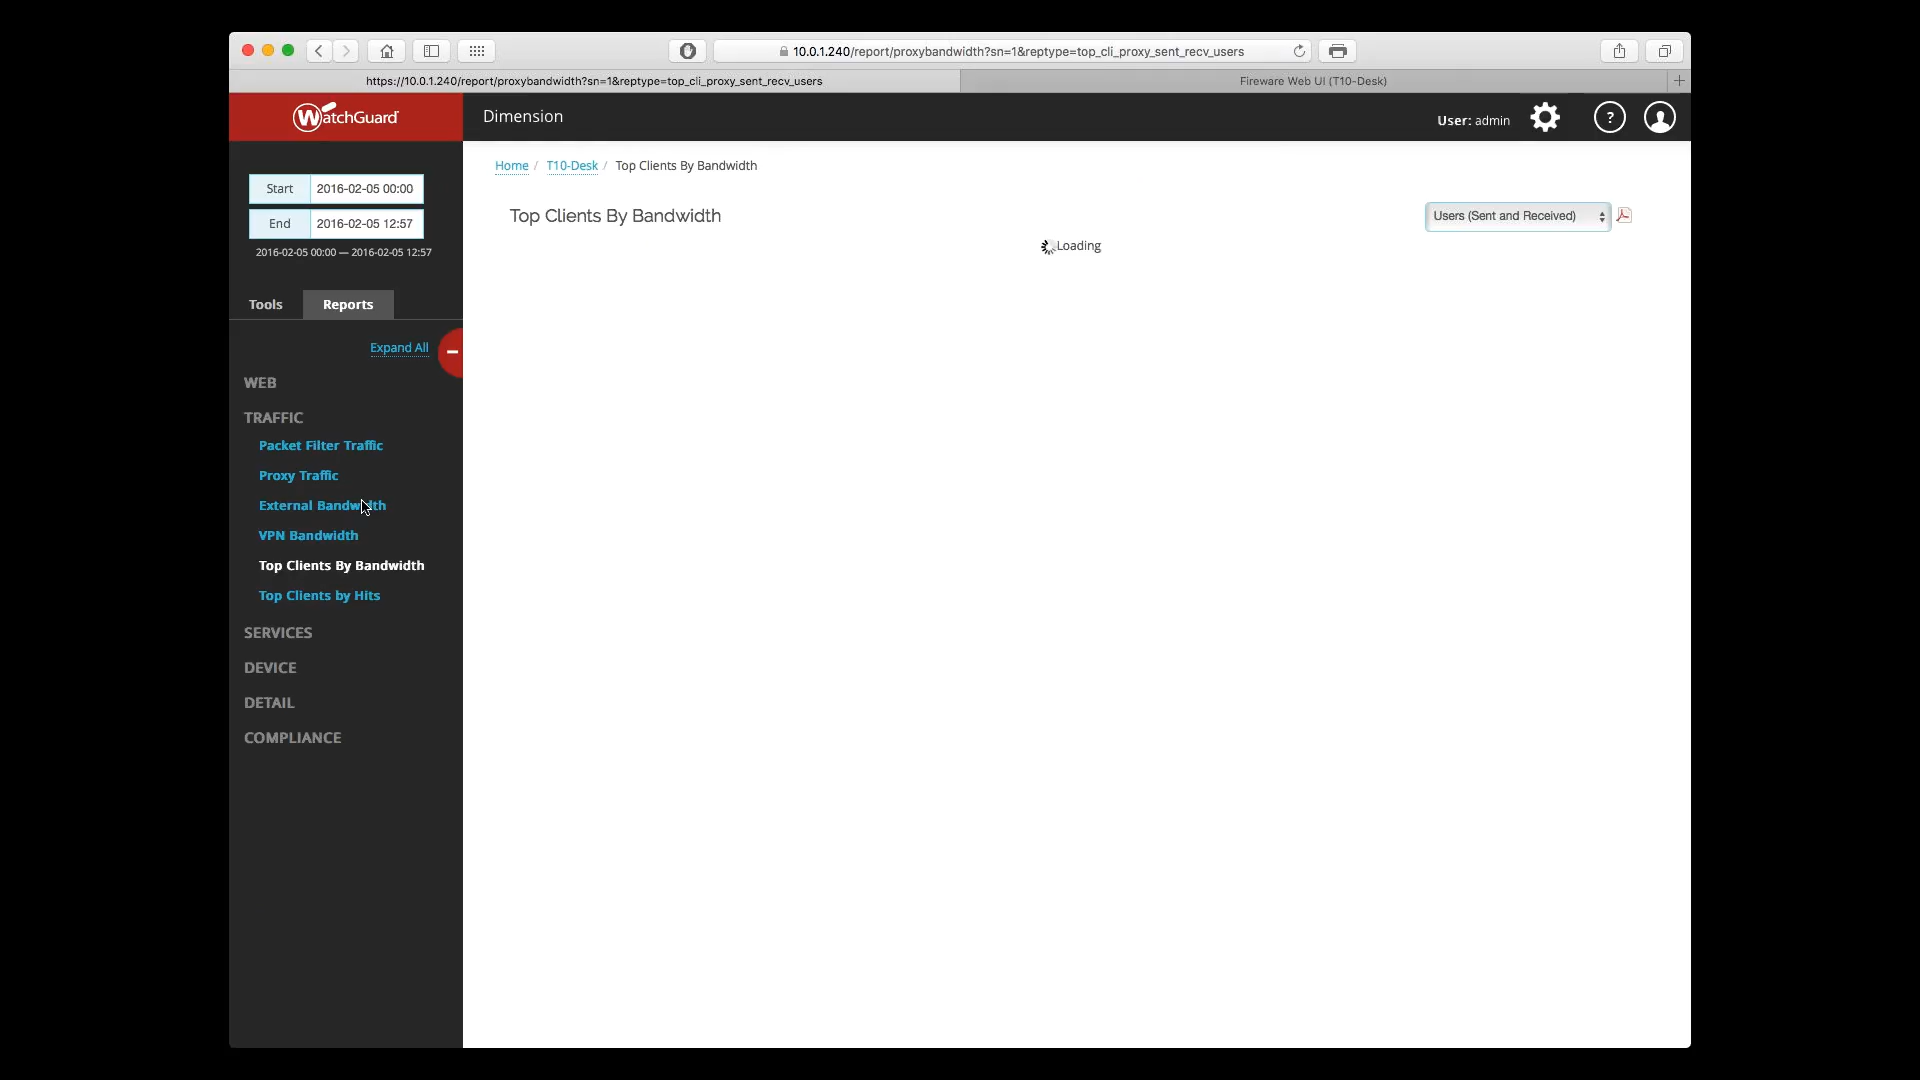 10.0.1.240/report/proxybandwidth?sn=1&reptype=top_cli_proxy_sent_recv_users
https://10.0.1.240/report/proxybandwidth?sn=1&reptype=top_cli_proxy_sent_recv_users
Fireware Web UI (T10-Desk)
WatchGuard
Dimension
User: admin
?
Home / T10-Desk / Top Clients By Bandwidth
Start 2016-02-05 00:00
End 2016-02-05 12:57
2016-02-05 00:00 — 2016-02-05 12:57
Top Clients By Bandwidth
Users (Sent and Received)
Loading
Tools
Reports
Expand All
WEB
TRAFFIC
Packet Filter Traffic
Proxy Traffic
External Bandwidth
VPN Bandwidth
Top Clients By Bandwidth
Top Clients by Hits
SERVICES
DEVICE
DETAIL
COMPLIANCE